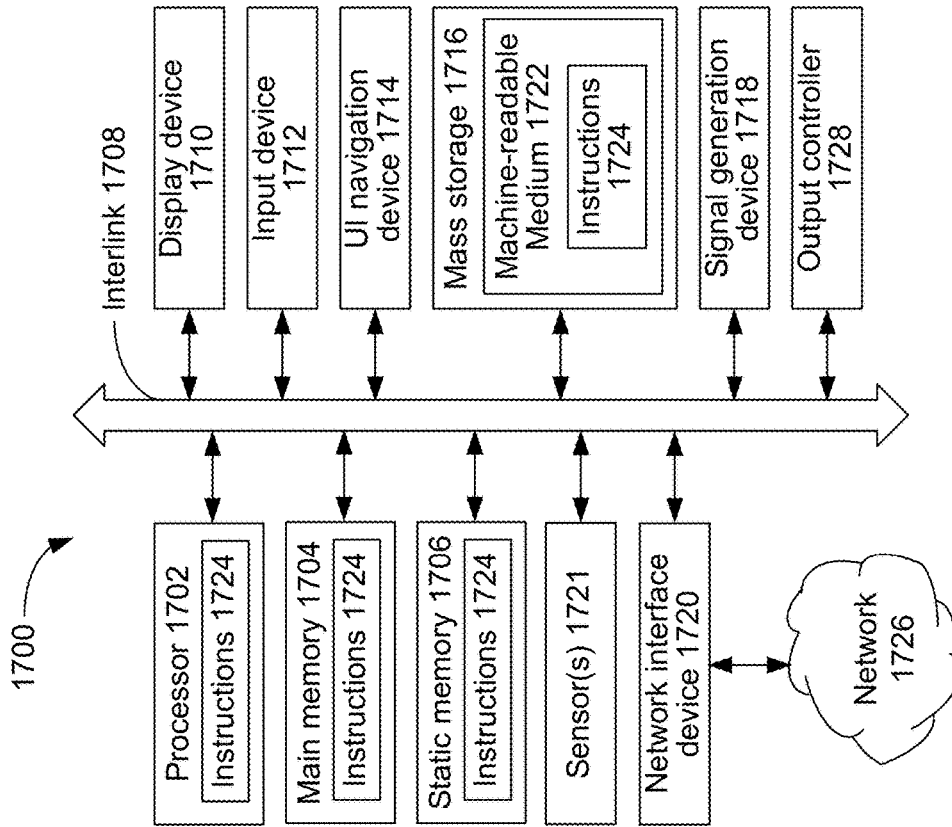 1700
Processor 1702
Instructions 1724
Main memory 1704
Instructions 1724
Static memory 1706
Instructions 1724
Sensor(s) 1721
Network interface
device 1720
Network
1726
Interlink 1708
Display device
1710
Input device
1712
UI navigation
device 1714
Mass storage 1716
Machine-readable
Medium 1722
Instructions
1724
Signal generation
device 1718
Output controller
1728